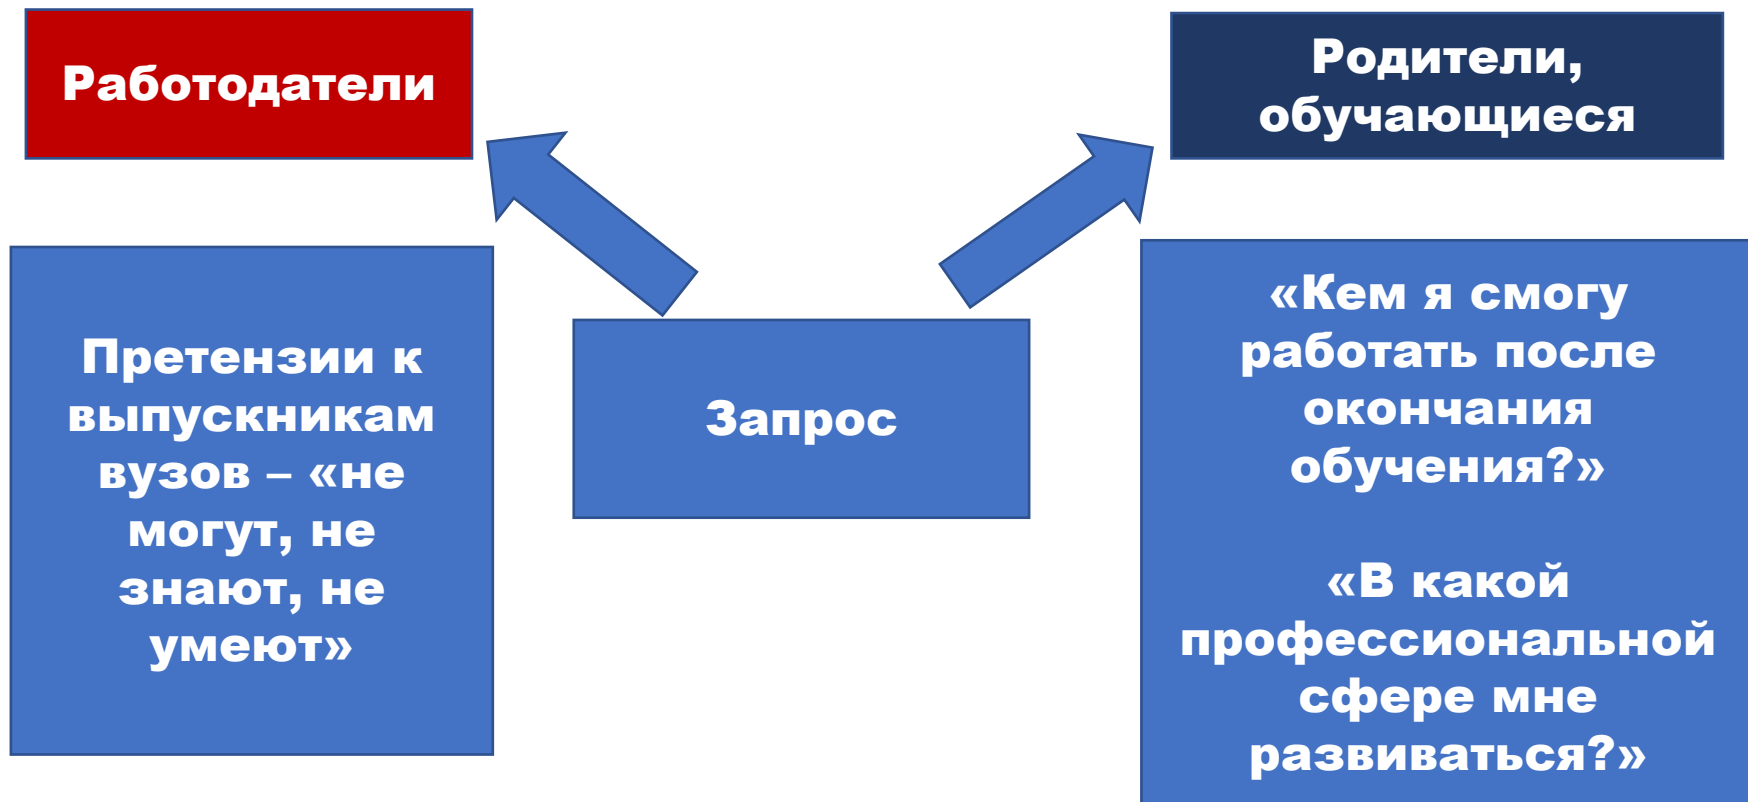 Работодатели
Родители,
обучающиеся
Претензии к
выпускникам
вузов – «не
могут, не
знают, не
умеют»
Запрос
«Кем я смогу
работать после
окончания
обучения?»
«В какой
профессиональной
сфере мне
развиваться?»